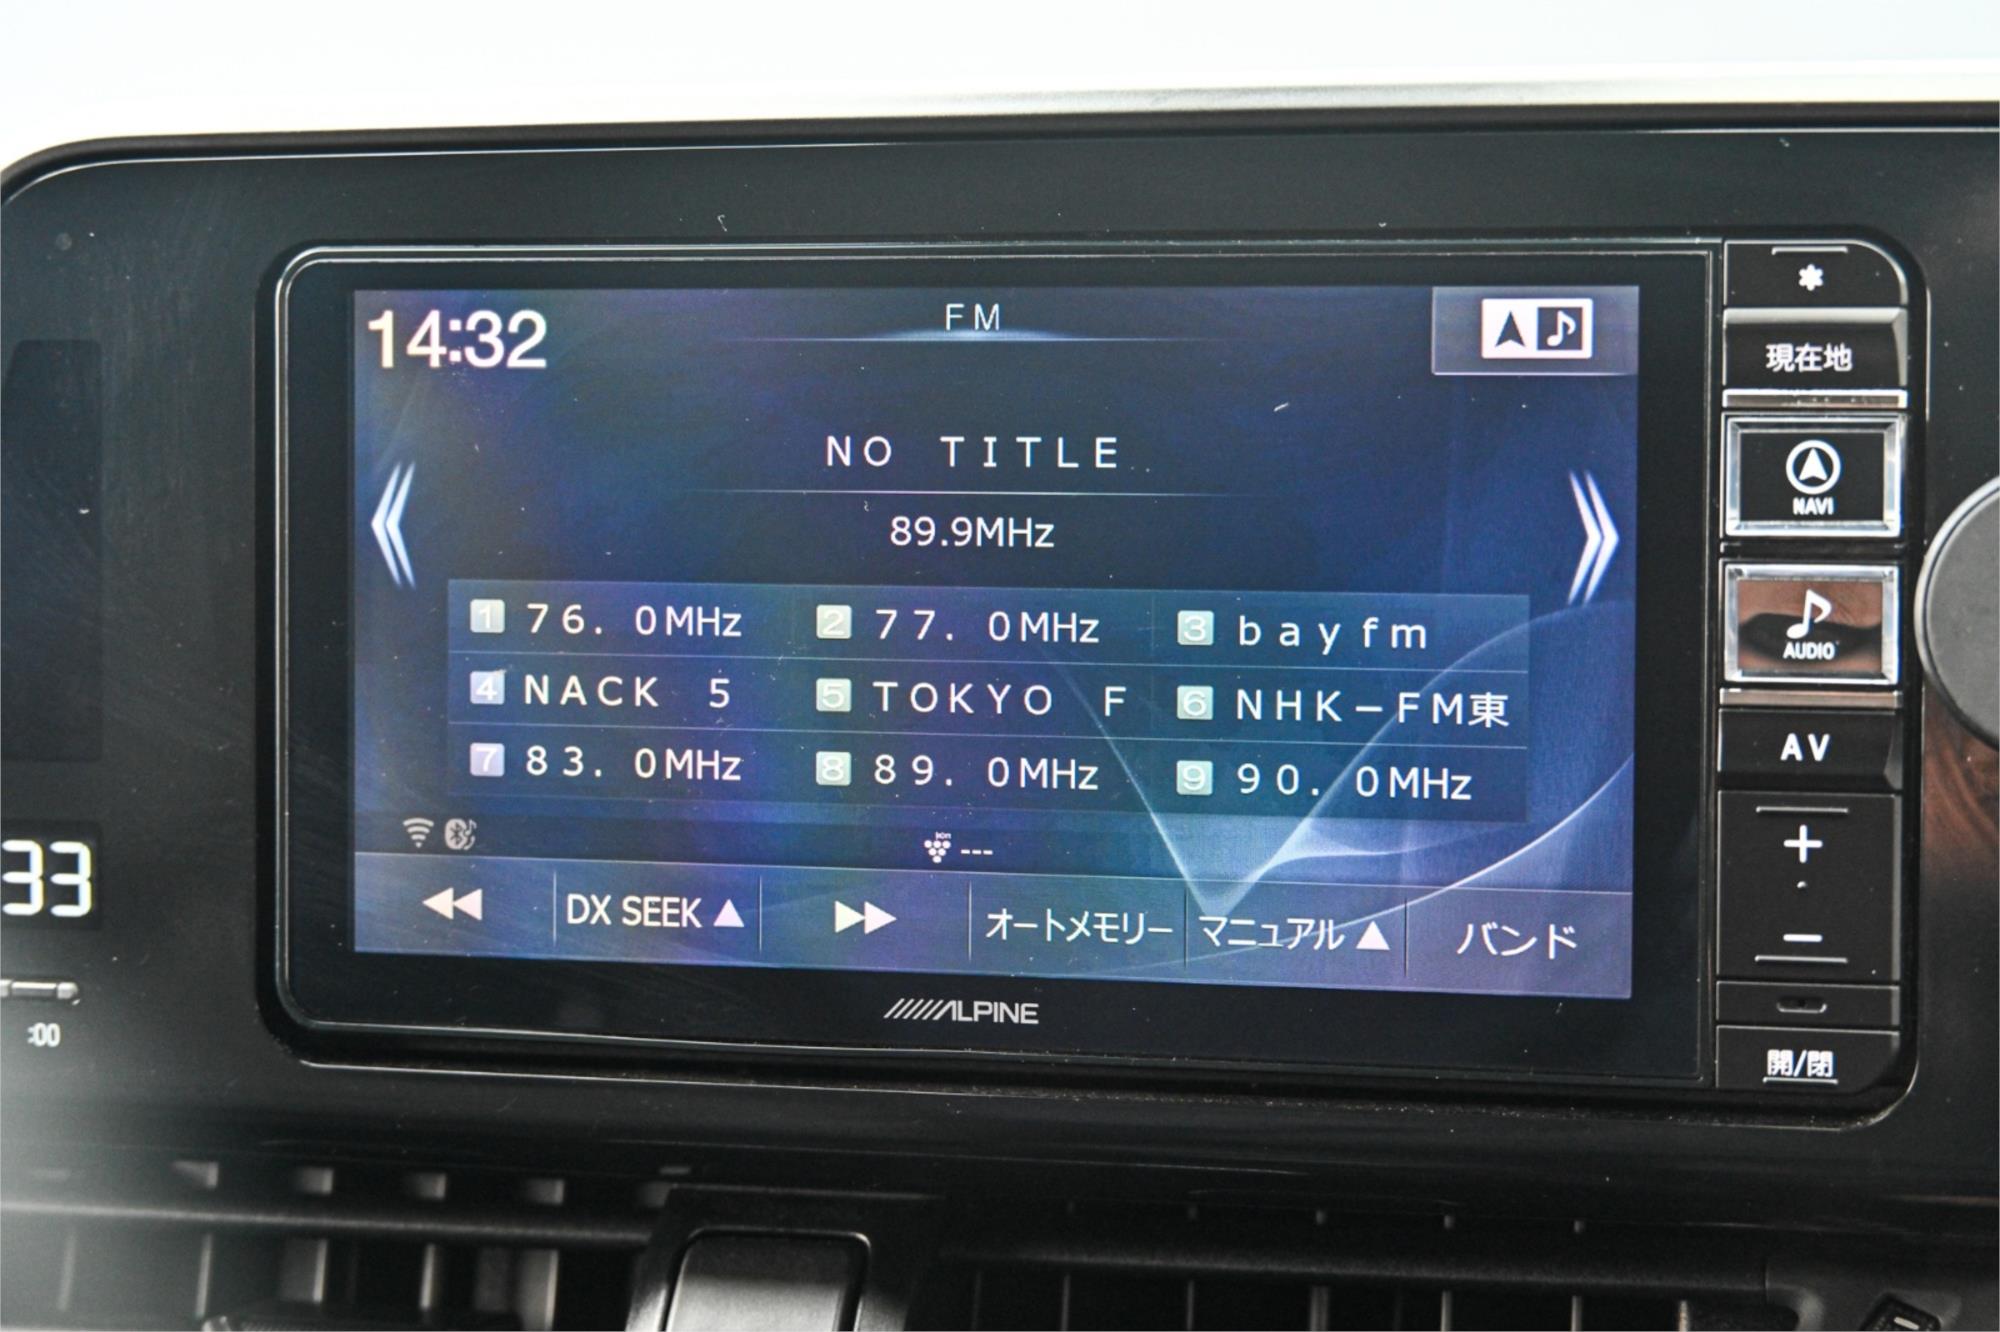 14:32
FM
NO TITLE
89.9MHz
1 76. 0MHz 2 77. 0MHz 3 bayfm
4 NACK 5 5 TOKYO F 6 NHK－FM東
7 83. 0MHz 8 89. 0MHz 9 90. 0MHz
ion ---
DX SEEK ▲ オートメモリー マニュアル ▲ バンド
ALPINE
*
現在地
NAVI
AUDIO
AV
+
−
開/閉
33
:00